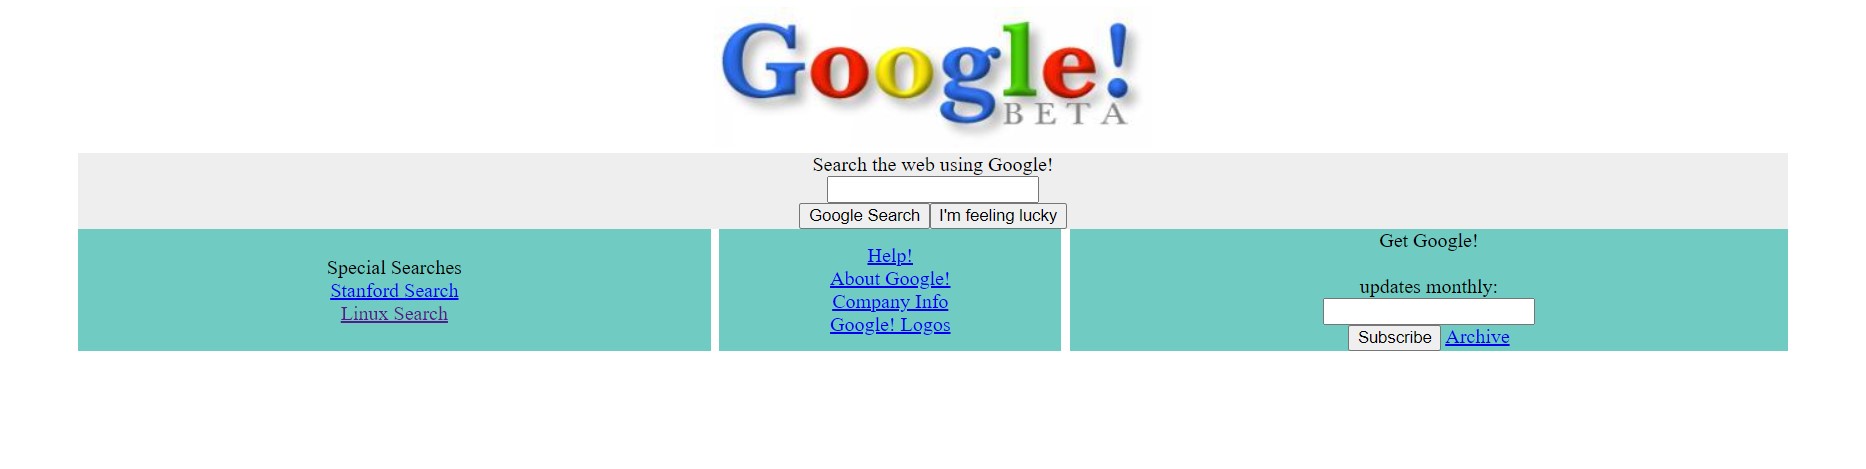 Google!
BETA
Search the web using Google!
Google Search I'm feeling lucky
Special Searches
Stanford Search
Linux Search
Help!
About Google!
Company Info
Google! Logos
Get Google!
updates monthly:
Subscribe Archive